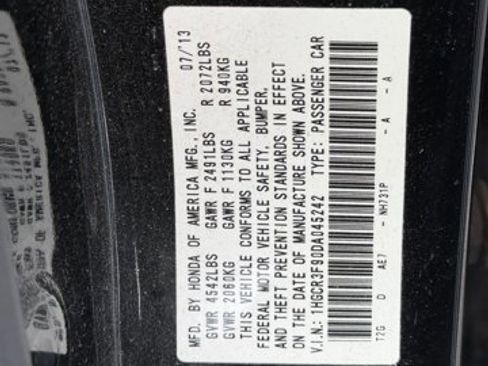 MFD. BY HONDA OF AMERICA MFG., INC. 07/'13
GVWR 4542LBS GAWR F 2491LBS R 2072LBS
GVWR 2060KG GAWR F 1130KG R 940KG
THIS VEHICLE CONFORMS TO ALL APPLICABLE
FEDERAL MOTOR VEHICLE SAFETY, BUMPER,
AND THEFT PREVENTION STANDARDS IN EFFECT
ON THE DATE OF MANUFACTURE SHOWN ABOVE.
V.I.N.: 1HGCR3F90DA045242 TYPE: PASSENGER CAR
T2G D AE7 - NH731P - A - A